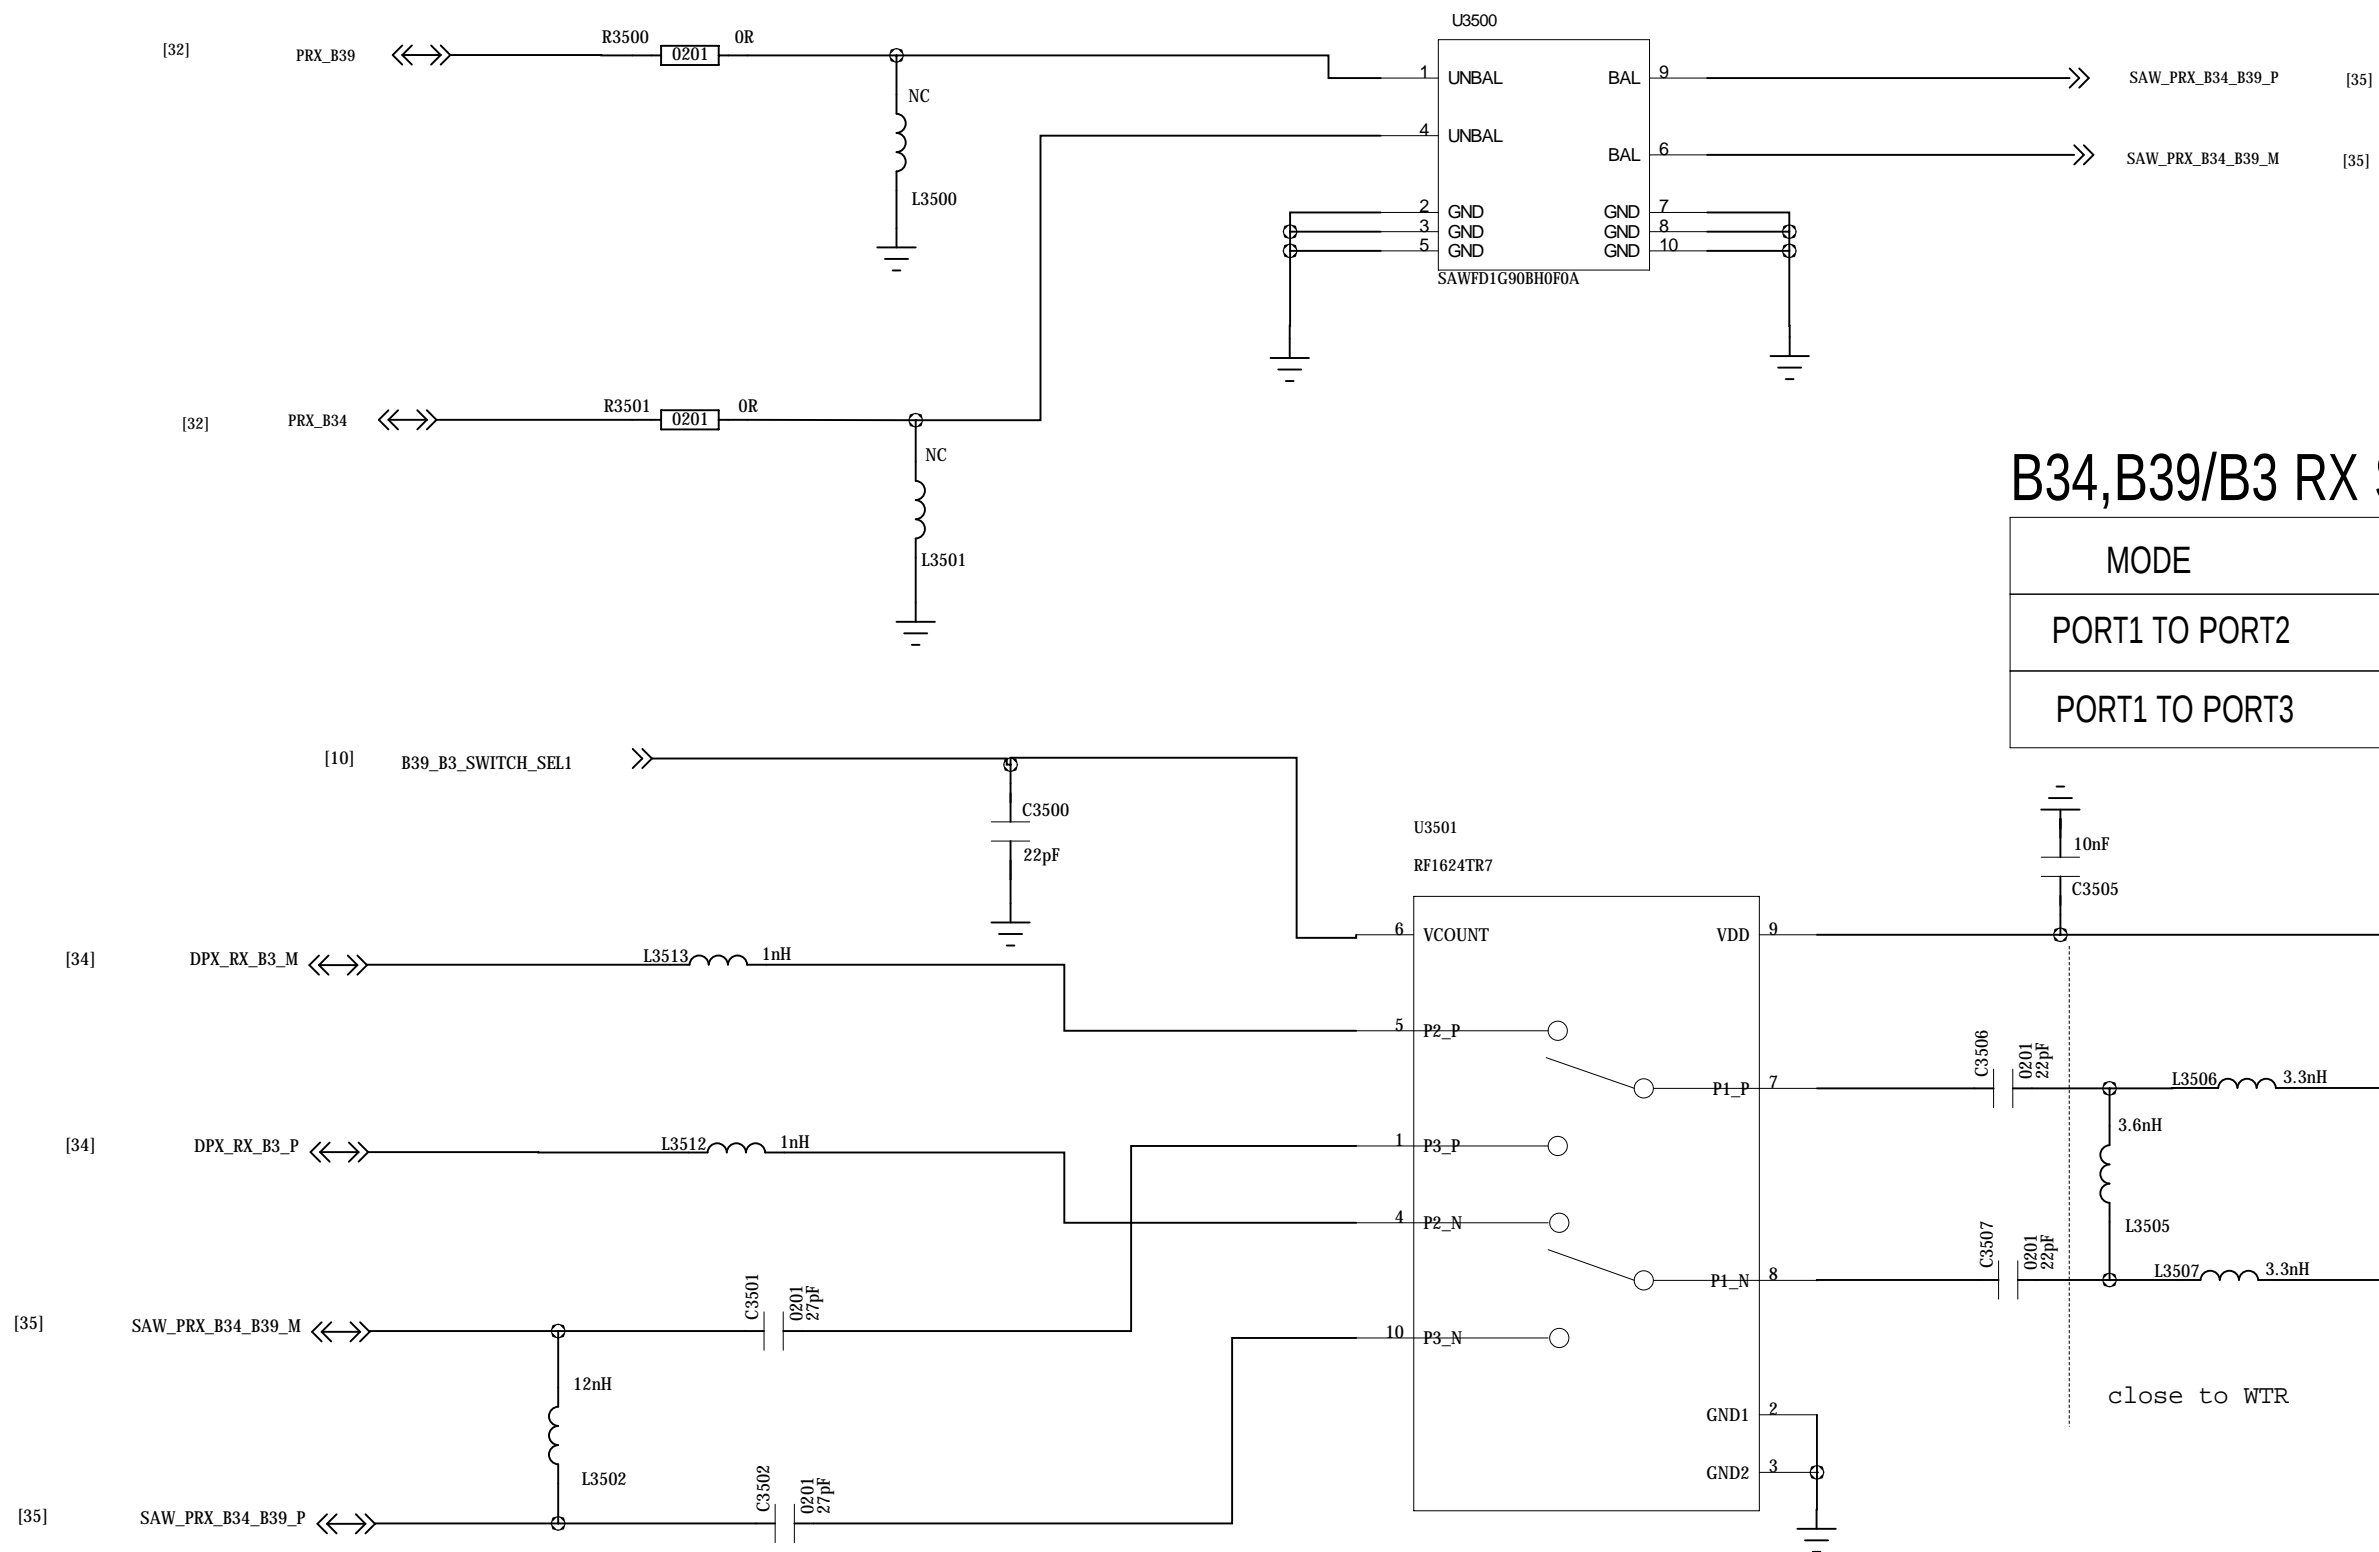 U3500
[32] PRX_B39 R3500 0201 0R
1 UNBAL BAL 9 SAW_PRX_B34_B39_P [35]
NC
4 UNBAL
BAL 6 SAW_PRX_B34_B39_M [35]
L3500
2 GND GND 7
3 GND GND 8
5 GND GND 10
SAWFD1G90BH0F0A
[32] PRX_B34 R3501 0201 0R
NC
L3501
B34,B39/B3 RX
MODE
PORT1 TO PORT2
PORT1 TO PORT3
[10] B39_B3_SWITCH_SEL1
C3500
22pF
U3501
RF1624TR7
10nF
C3505
6 VCOUNT VDD 9
[34] DPX_RX_B3_M L3513 1nH
5 P2_P
C3506 0201 22pF
P1_P 7
L3506 3.3nH
3.6nH
[34] DPX_RX_B3_P L3512 1nH
1 P3_P
4 P2_N
L3505
C3507 0201 22pF
P1_N 8
L3507 3.3nH
C3501 0201 27pF
[35] SAW_PRX_B34_B39_M
10 P3_N
12nH
close to WTR
GND1 2
L3502
GND2 3
C3502 0201 27pF
[35] SAW_PRX_B34_B39_P